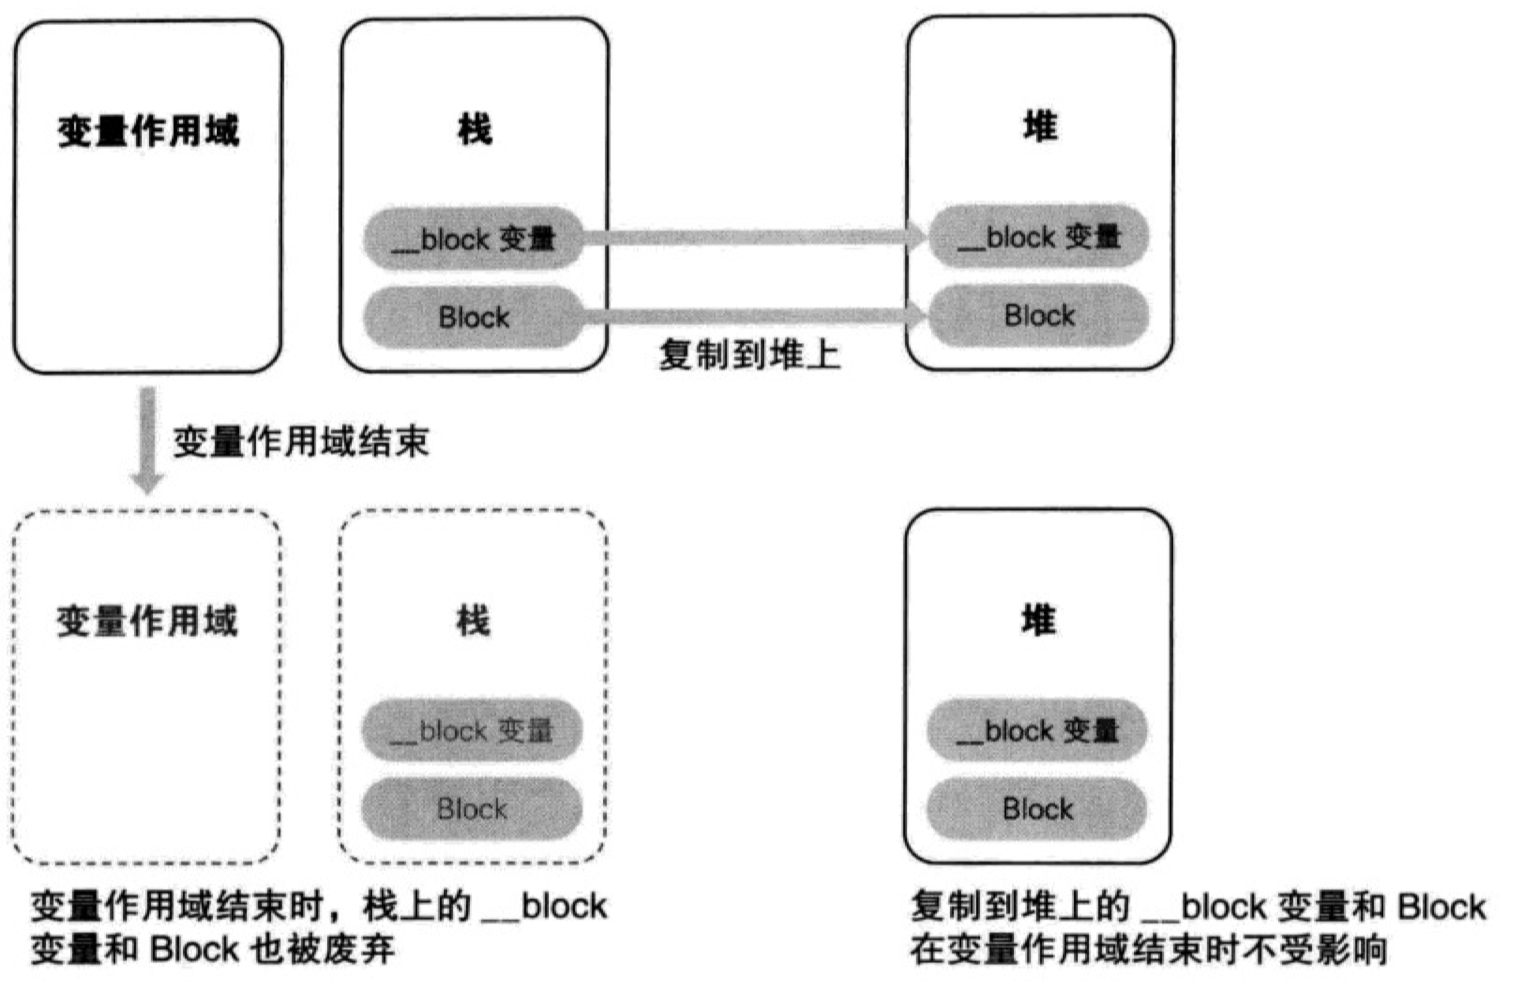 变量作用域
栈
堆
__block 变量
__block 变量
Block
Block
复制到堆上
变量作用域结束
变量作用域
栈
堆
__block 变量
__block 变量
Block
Block
变量作用域结束时，栈上的 __block
变量和 Block 也被废弃
复制到堆上的 __block 变量和 Block
在变量作用域结束时不受影响